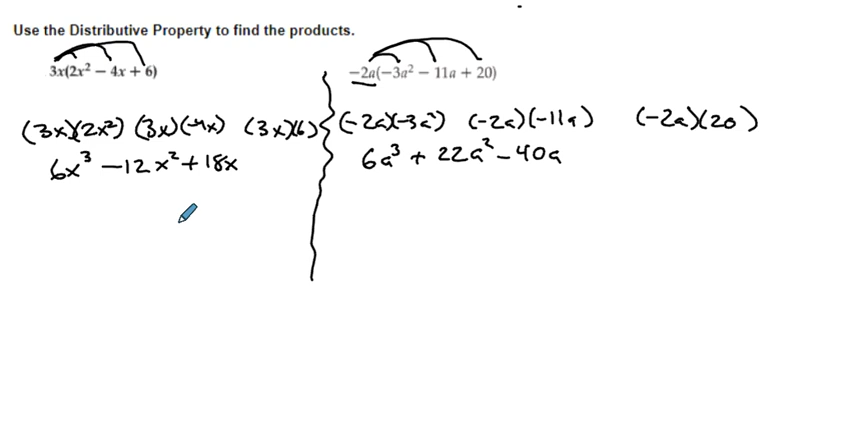 Use the Distributive Property to find the products.
3x(2x² − 4x + 6)
(3x)(2x²) (3x)(-4x) (3x)(6)
6x³ − 12x² + 18x
−2a(−3a² − 11a + 20)
(-2a)(-3a²) (-2a)(-11a) (-2a)(20)
6a³ + 22a² − 40a